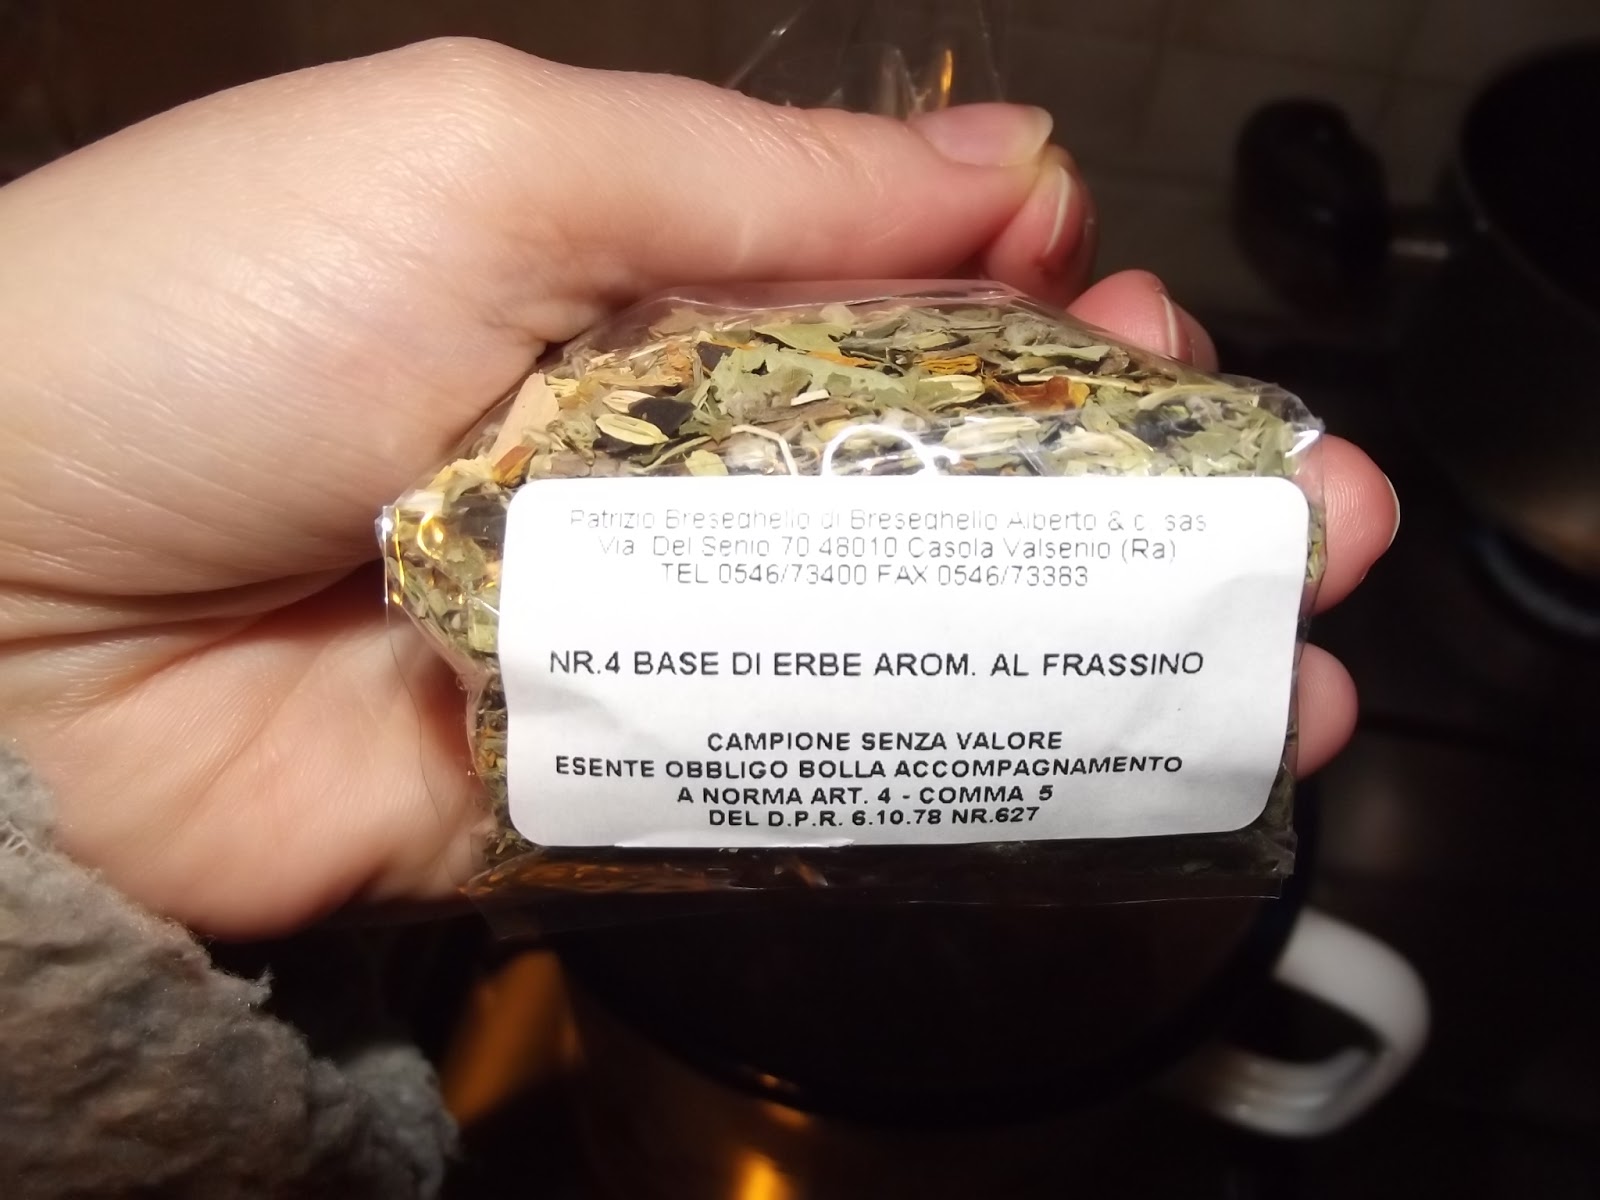 Patrizio Breseghello di Breseghello Alberto & c. sas
Via Del Senio 70 48010 Casola Valsenio (Ra)
TEL 0546/73400 FAX 0546/73383
NR.4 BASE DI ERBE AROM. AL FRASSINO
CAMPIONE SENZA VALORE
ESENTE OBBLIGO BOLLA ACCOMPAGNAMENTO
A NORMA ART. 4 - COMMA 5
DEL D.P.R. 6.10.78 NR.627